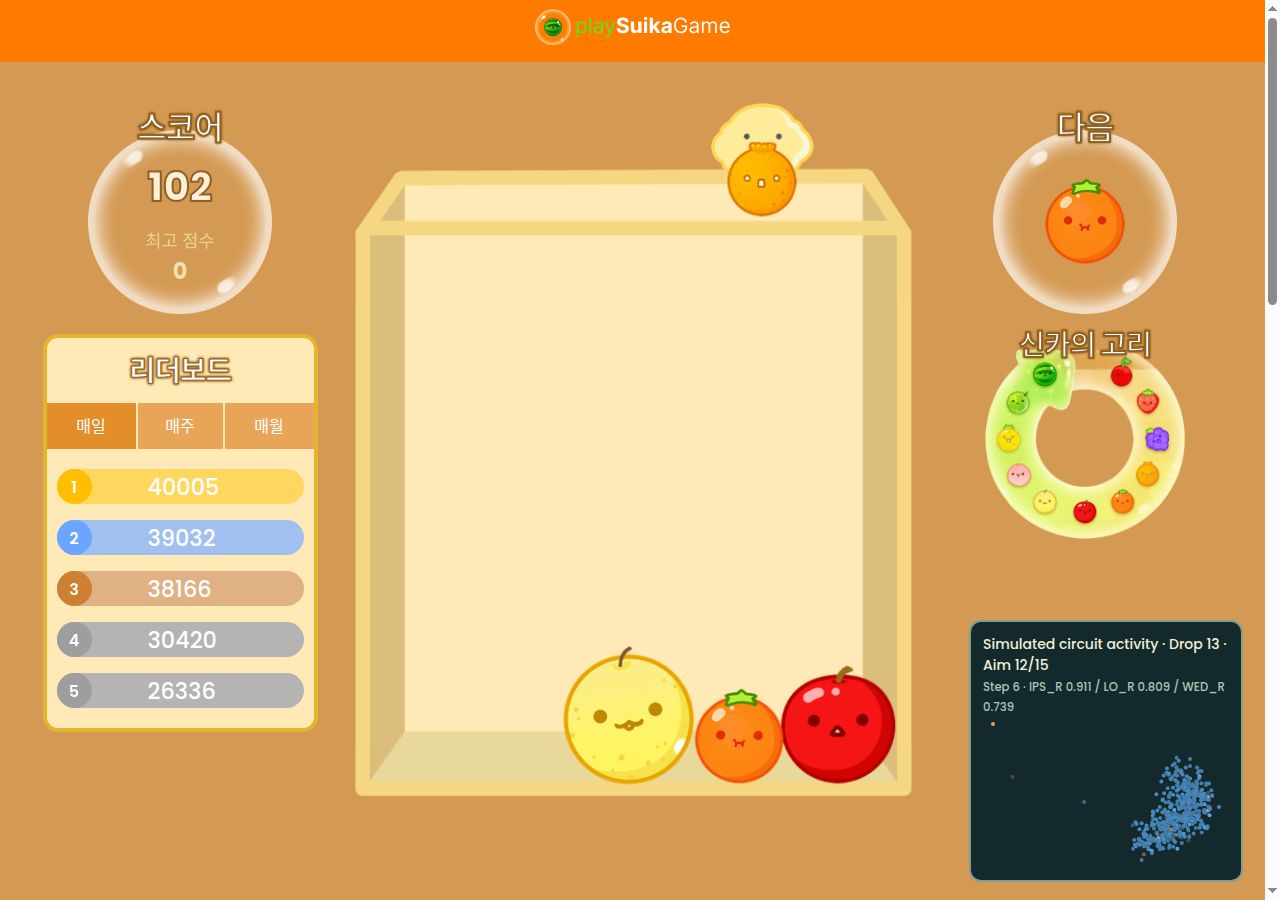 playSuikaGame
스코어
102
최고 점수
0
다음
신카의 고리
리더보드
매일 매주 매월
1 40005
2 39032
3 38166
4 30420
5 26336
Simulated circuit activity · Drop 13 ·
Aim 12/15
Step 6 · IPS_R 0.911 / LO_R 0.809 / WED_R
0.739